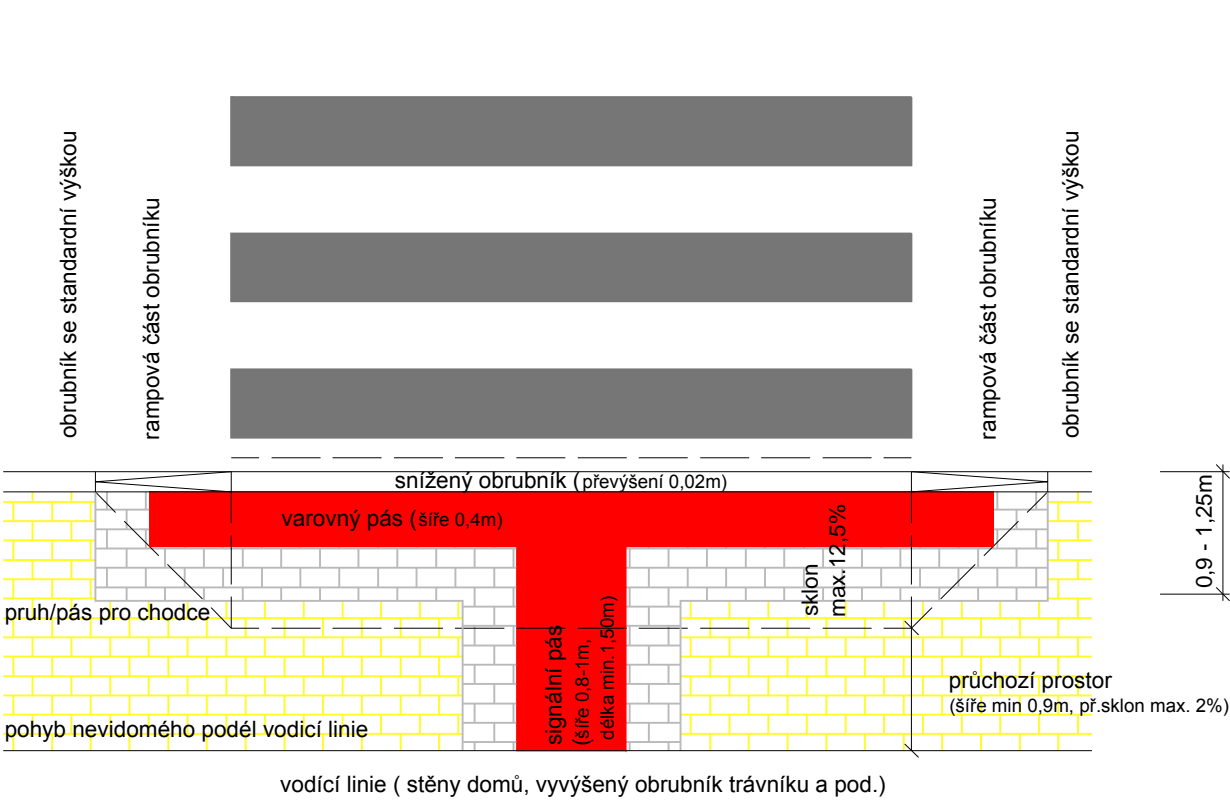 obrubník se standardní výškou
rampová část obrubníku
rampová část obrubníku
obrubník se standardní výškou
snížený obrubník (převýšení 0,02m)
varovný pás (šíře 0,4m)
sklon
max.12,5%
0,9 - 1,25m
pruh/pás pro chodce
signální pás
(šíře 0,8-1m,
délka min.1,50m)
průchozí prostor
(šíře min 0,9m, př.sklon max. 2%)
pohyb nevidomého podél vodicí linie
vodící linie ( stěny domů, vyvýšený obrubník trávníku a pod.)